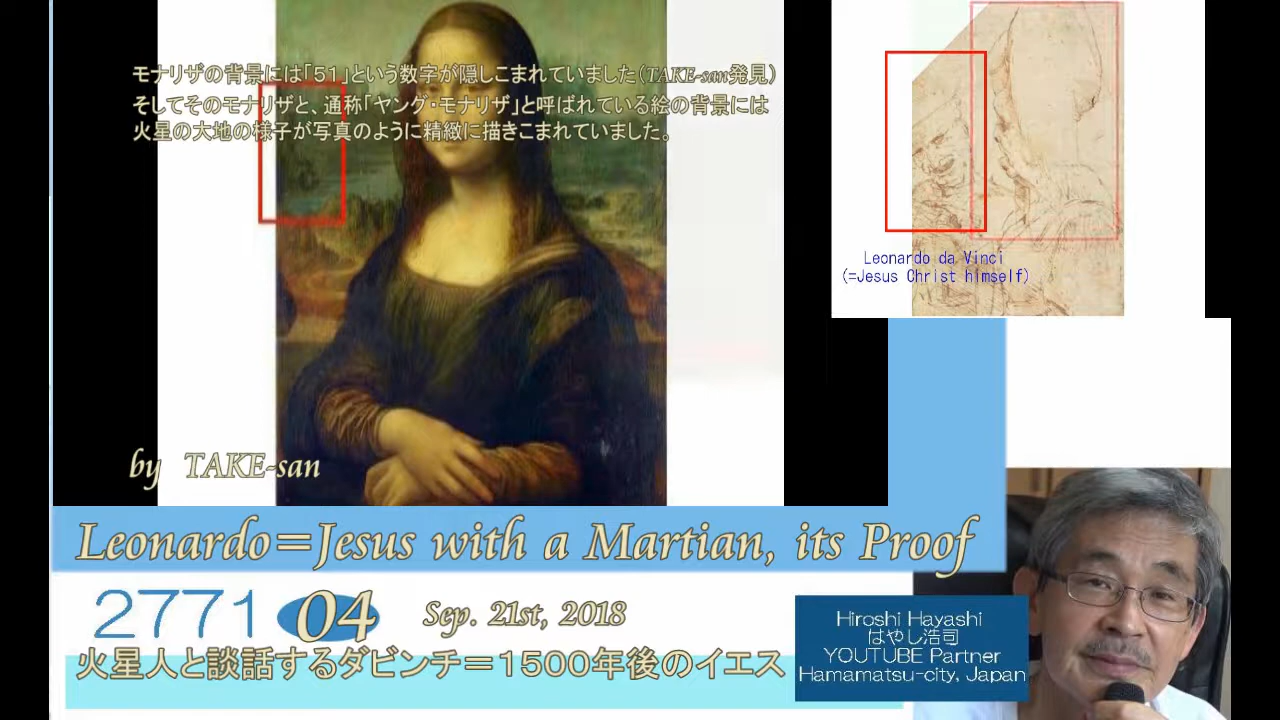 モナリザの背景には「51」という数字が隠しこまれていました(TAKE-san発見)
そしてそのモナリザと、通称「ヤング・モナリザ」と呼ばれている絵の背景には
火星の大地の様子が写真のように精緻に描きこまれていました。
Leonardo da Vinci
(=Jesus Christ himself)
by TAKE-san
Leonardo=Jesus with a Martian, its Proof
2771 04 Sep. 21st, 2018
火星人と談話するダビンチ=1500年後のイエス
Hiroshi Hayashi
はやし浩司
YOUTUBE Partner
Hamamatsu-city, Japan